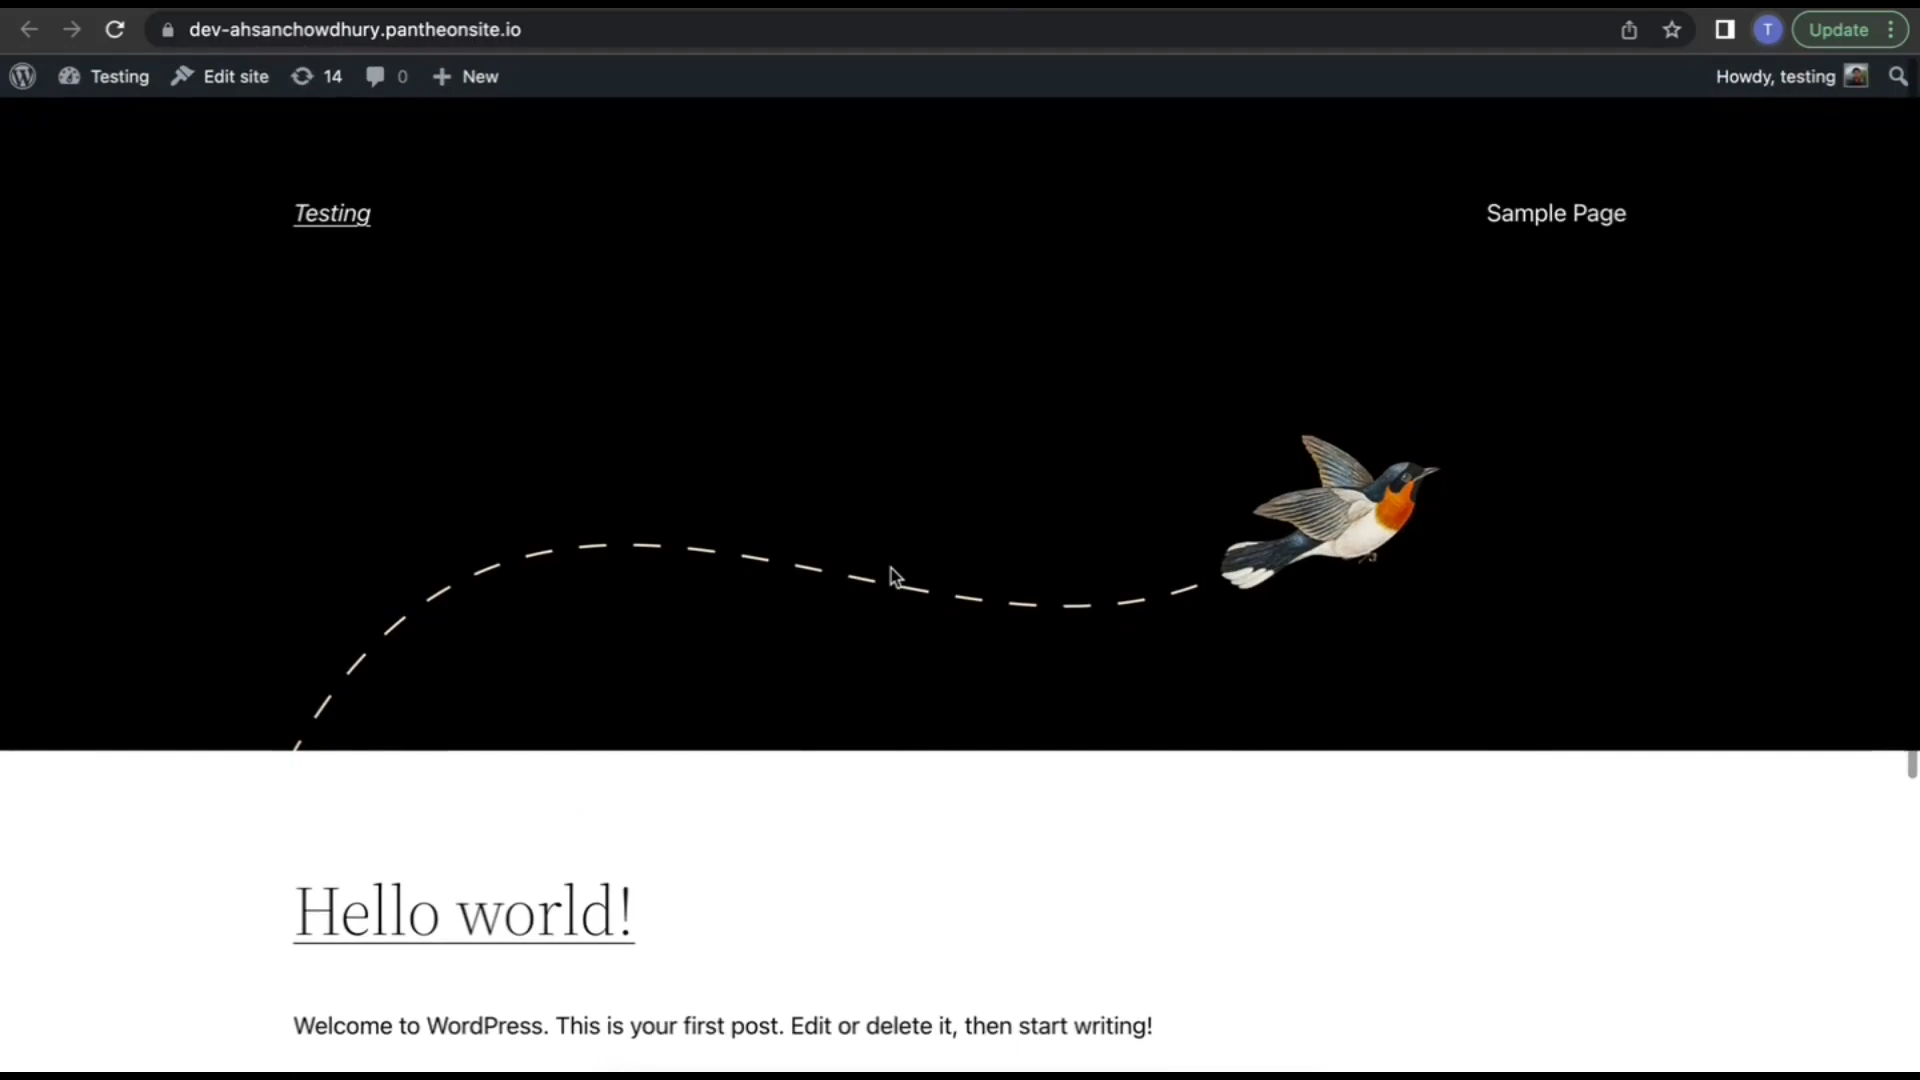 dev-ahsanchowdhury.pantheonsite.io
T
Update
Testing
Edit site
14
0
New
Howdy, testing
Testing
Sample Page
Hello world!
Welcome to WordPress. This is your first post. Edit or delete it, then start writing!